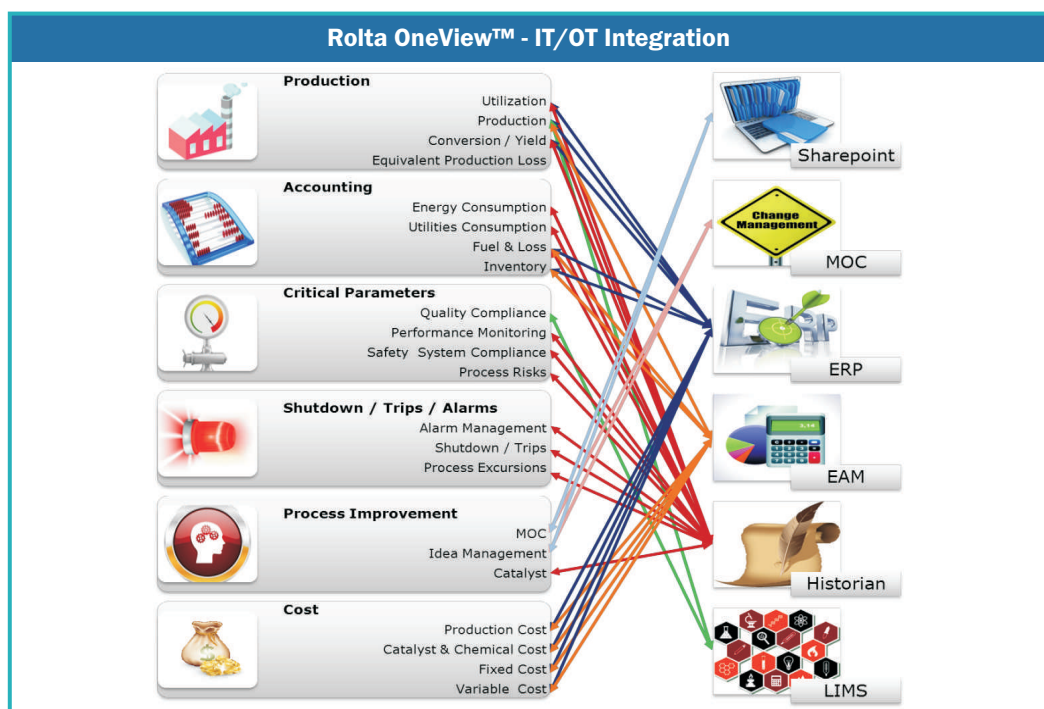 Rolta OneView™ - IT/OT Integration
Production
Utilization
Production
Conversion / Yield
Equivalent Production Loss
Accounting
Energy Consumption
Utilities Consumption
Fuel & Loss
Inventory
Critical Parameters
Quality Compliance
Performance Monitoring
Safety System Compliance
Process Risks
Shutdown / Trips / Alarms
Alarm Management
Shutdown / Trips
Process Excursions
Process Improvement
MOC
Idea Management
Catalyst
Cost
Production Cost
Catalyst & Chemical Cost
Fixed Cost
Variable Cost
Sharepoint
Change
Management
MOC
ERP
EAM
Historian
LIMS